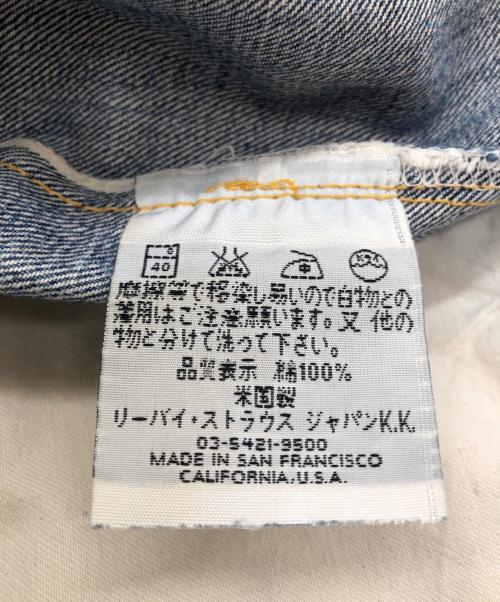 40
摩擦等で移染し易いので白物との
着用はご注意願います。又 他の
物と分けて洗って下さい。
品質表示 綿100%
米国製
リーバイ・ストラウス ジャパンK.K.
03-5421-9500
MADE IN SAN FRANCISCO
CALIFORNIA.U.S.A.